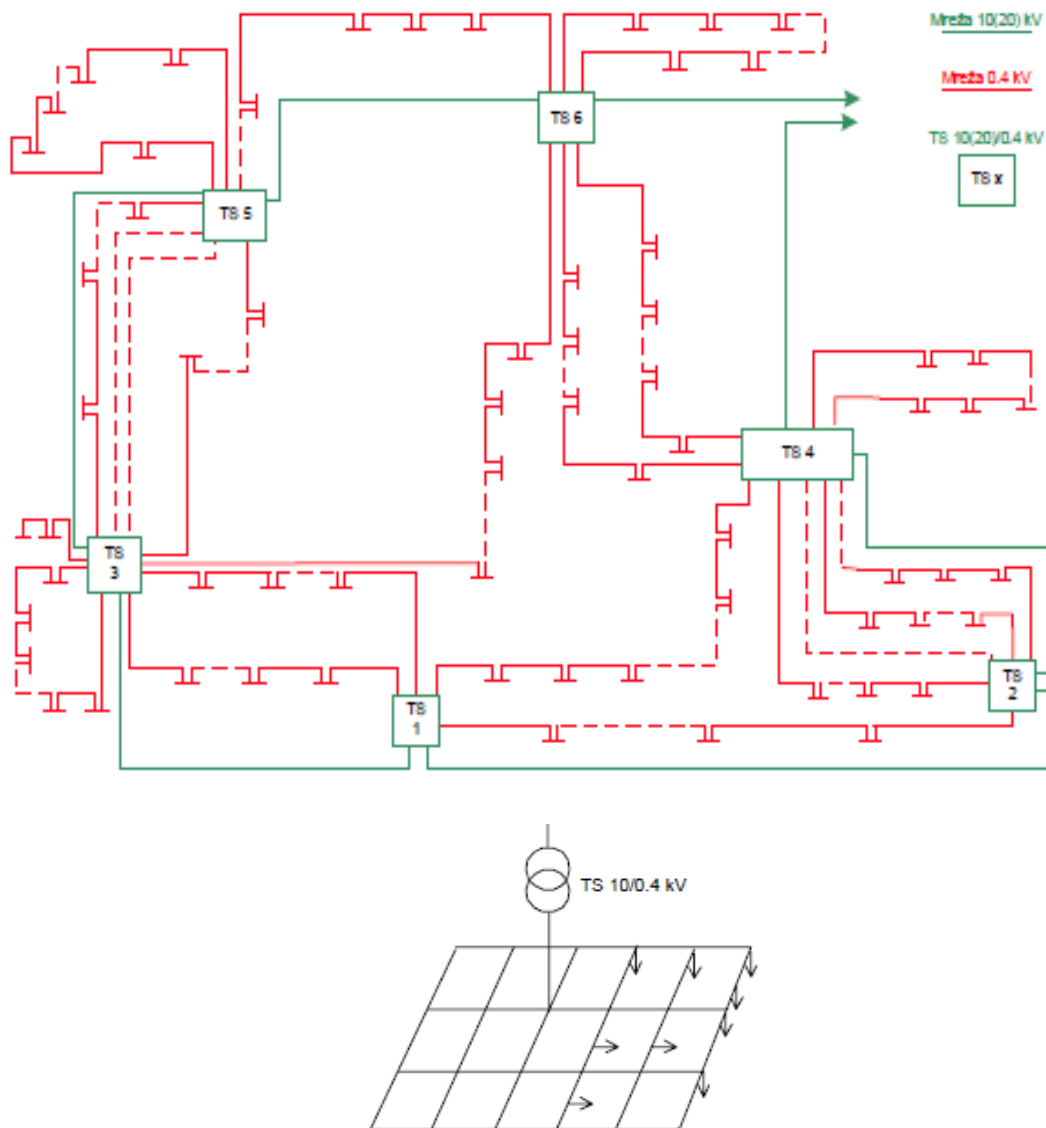 Mreža 10(20) kV
Mreža 0.4 kV
TS 10(20)/0.4 kV
TS x
TS 6
TS 5
TS 4
TS
3
TS
2
TS
1
TS 10/0.4 kV